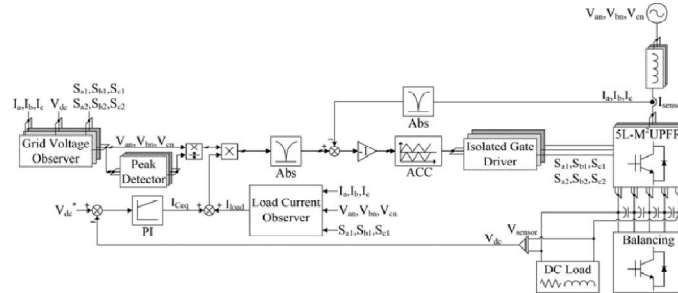 Van,Vbn,Vcn
Sa1,Sb1,Sc1
Ia,Ib,Ic Vdc Sa2,Sb2,Sc2
Ia,Ib,Ic
Isensor
Abs
Grid Voltage
Observer
Van,Vbn,Vcn
Peak
Detector
Abs
-1
ACC
Isolated Gate
Driver
Sa1,Sb1,Sc1
Sa2,Sb2,Sc2
5L-M²UPFR
Vdc*
PI
ICeq
Iload
Load Current
Observer
Ia,Ib,Ic
Van,Vbn,Vcn
Sa1,Sb1,Sc1
Vsensor
Vdc
DC Load
Balancing